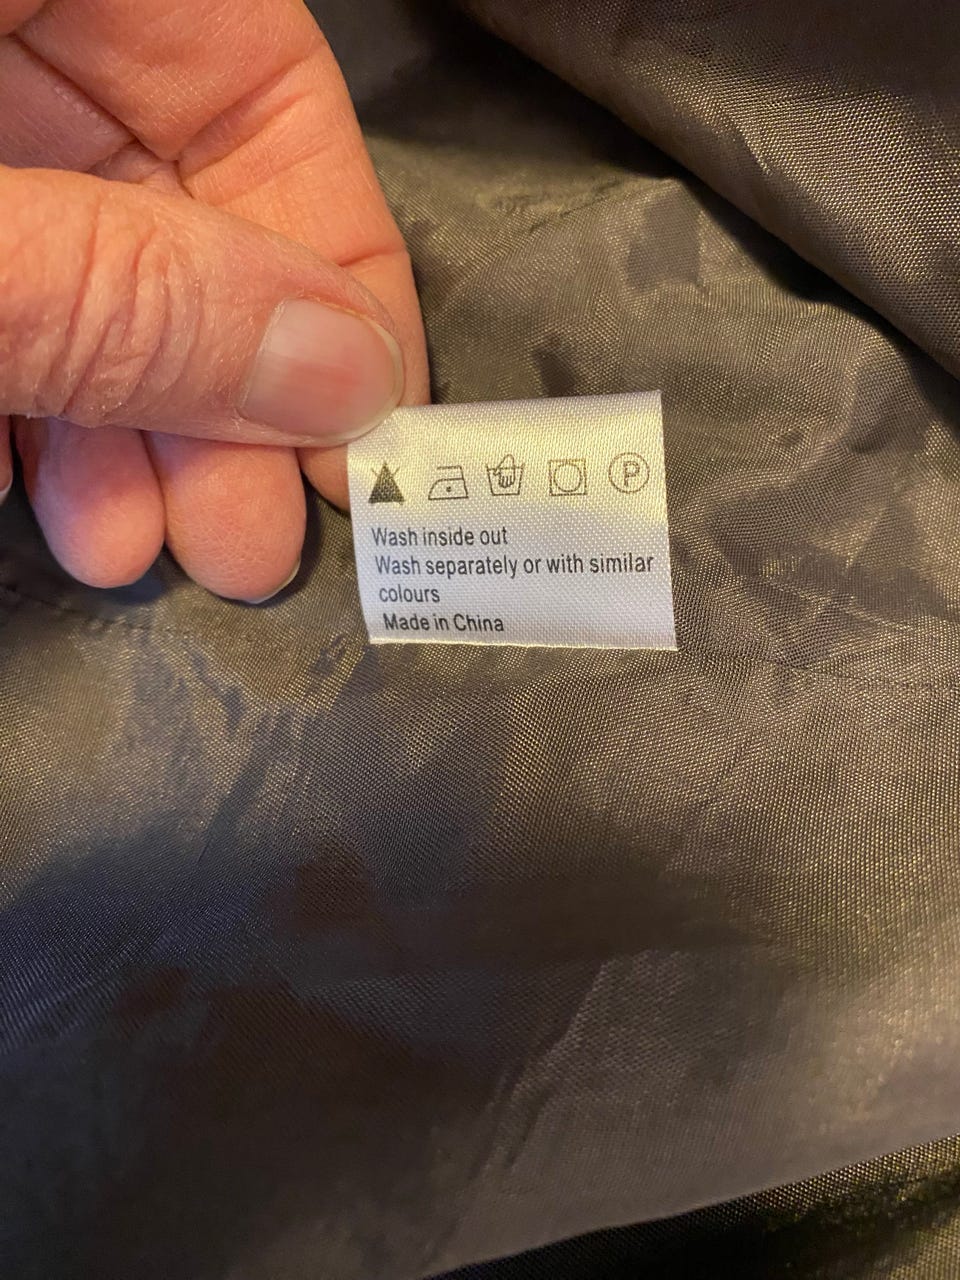 P
Wash inside out
Wash separately or with similar
colours
Made in China